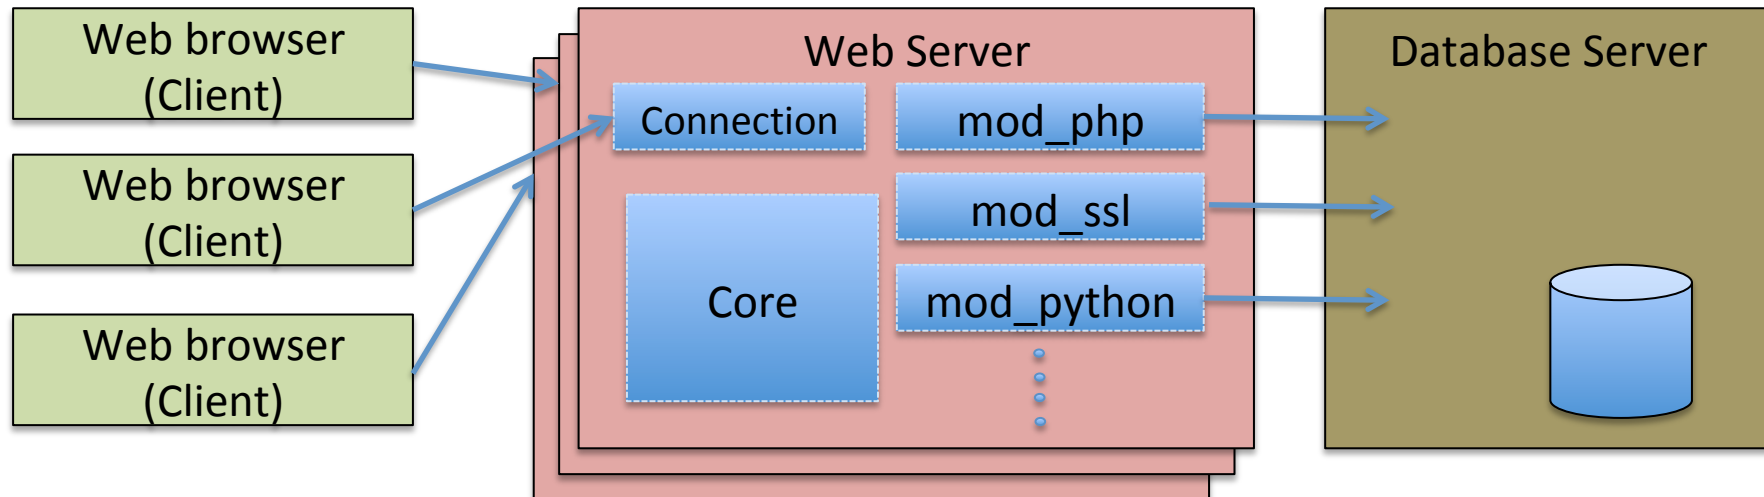 Web browser
(Client)
Web browser
(Client)
Web browser
(Client)
Web Server
Connection
Core
mod_php
mod_ssl
mod_python
Database Server